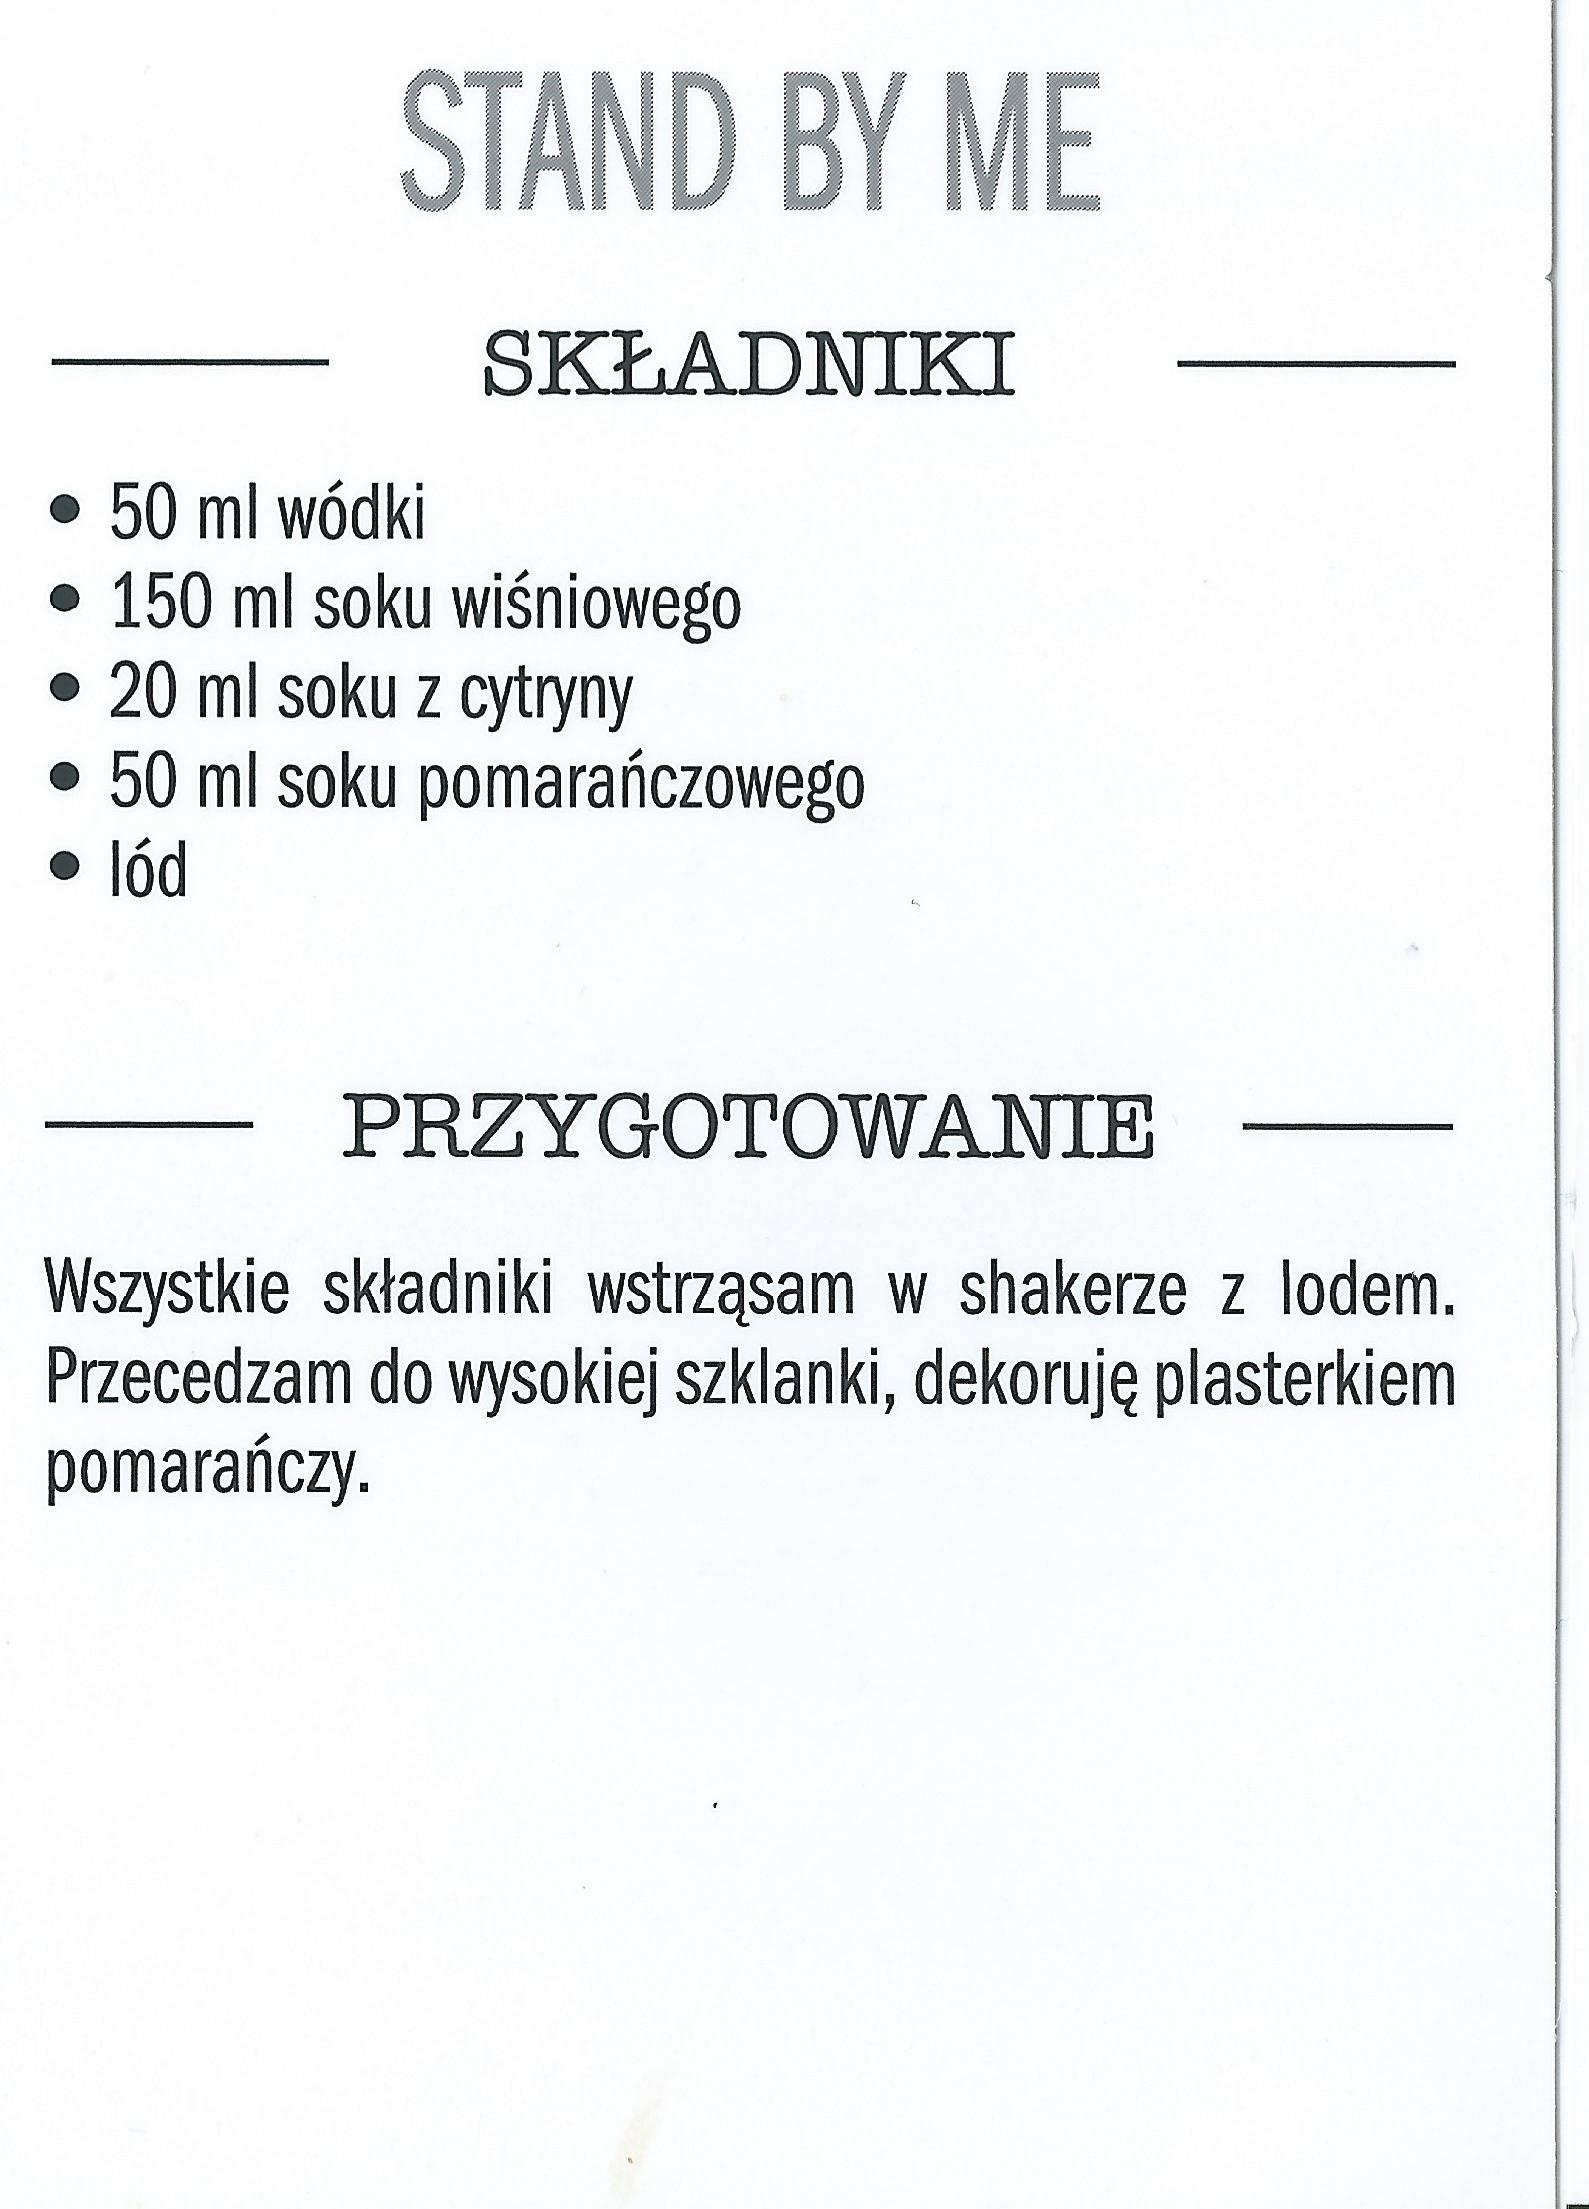 STAND BY ME
SKŁADNIKI
• 50 ml wódki
• 150 ml soku wiśniowego
• 20 ml soku z cytryny
• 50 ml soku pomarańczowego
• lód
PRZYGOTOWANIE
Wszystkie składniki wstrząsam w shakerze z lodem.
Przecedzam do wysokiej szklanki, dekoruję plasterkiem
pomarańczy.